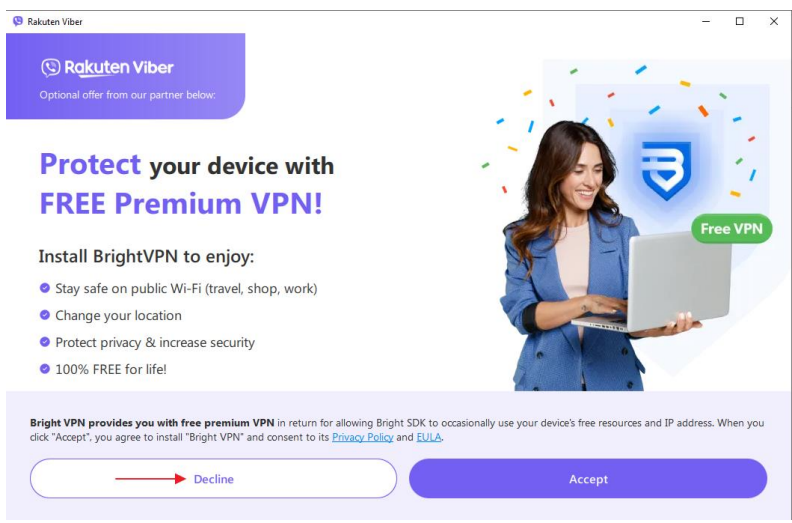 Rakuten Viber
Rakuten Viber
Optional offer from our partner below:
Protect your device with
FREE Premium VPN!
Free VPN
Install BrightVPN to enjoy:
Stay safe on public Wi-Fi (travel, shop, work)
Change your location
Protect privacy & increase security
100% FREE for life!
Bright VPN provides you with free premium VPN in return for allowing Bright SDK to occasionally use your device's free resources and IP address. When you
click "Accept", you agree to install "Bright VPN" and consent to its Privacy Policy and EULA.
Decline
Accept